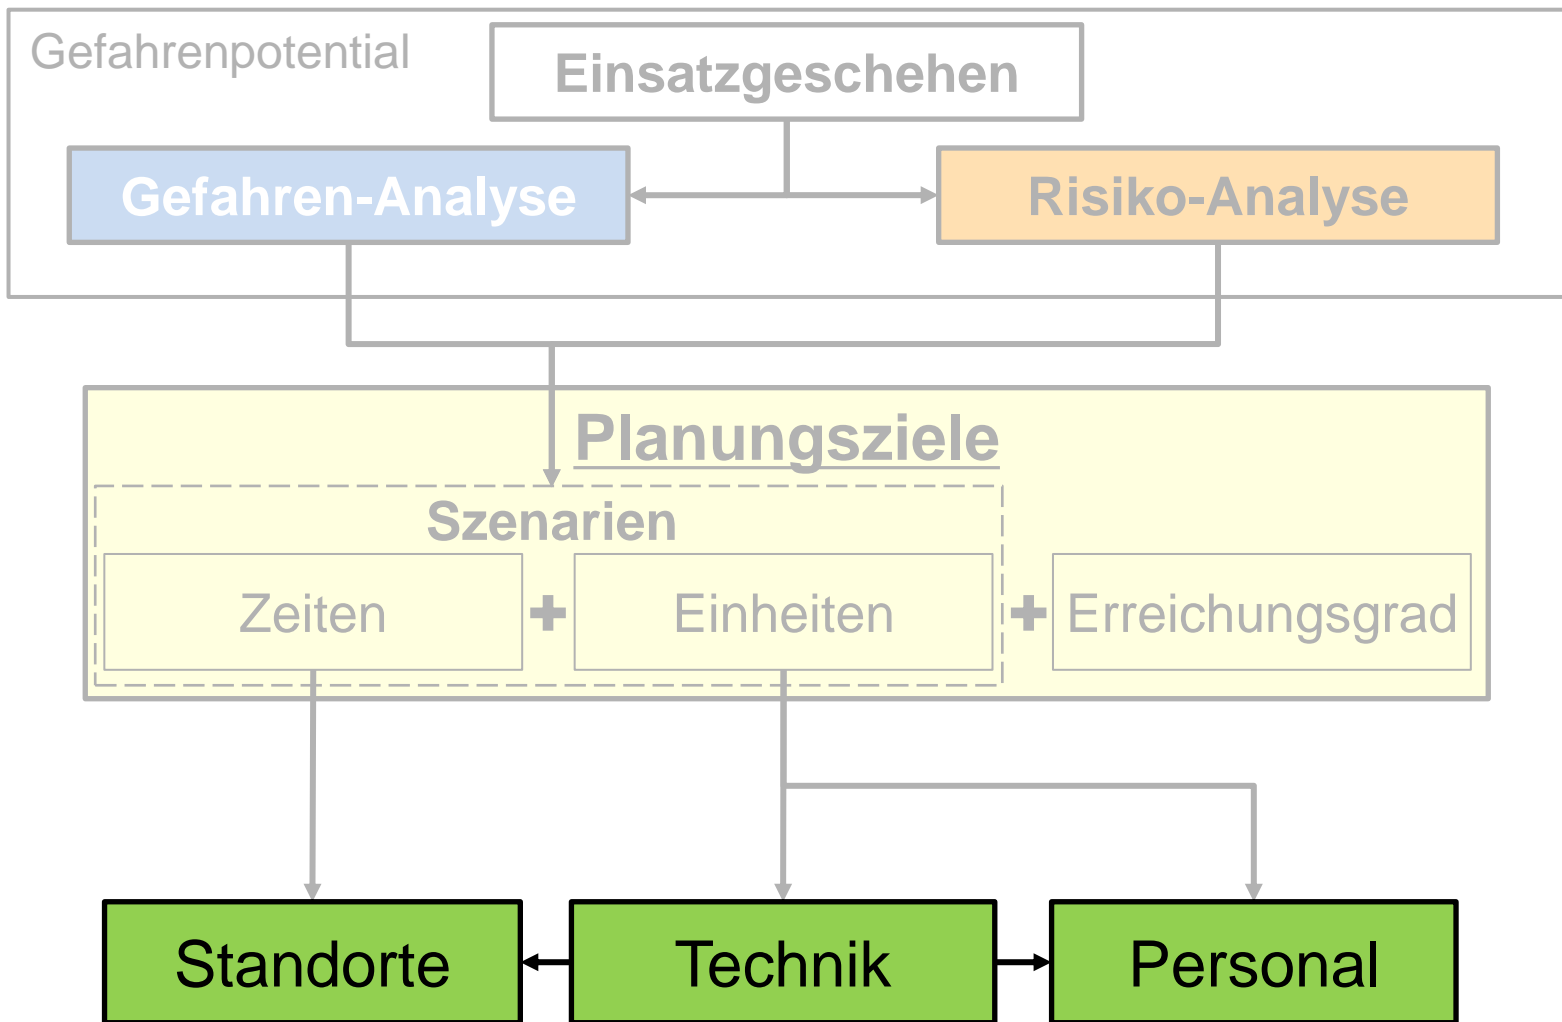 Gefahrenpotential
Einsatzgeschehen
Gefahren-Analyse
Risiko-Analyse
Planungsziele
Szenarien
Zeiten + Einheiten + Erreichungsgrad
Standorte
Technik
Personal